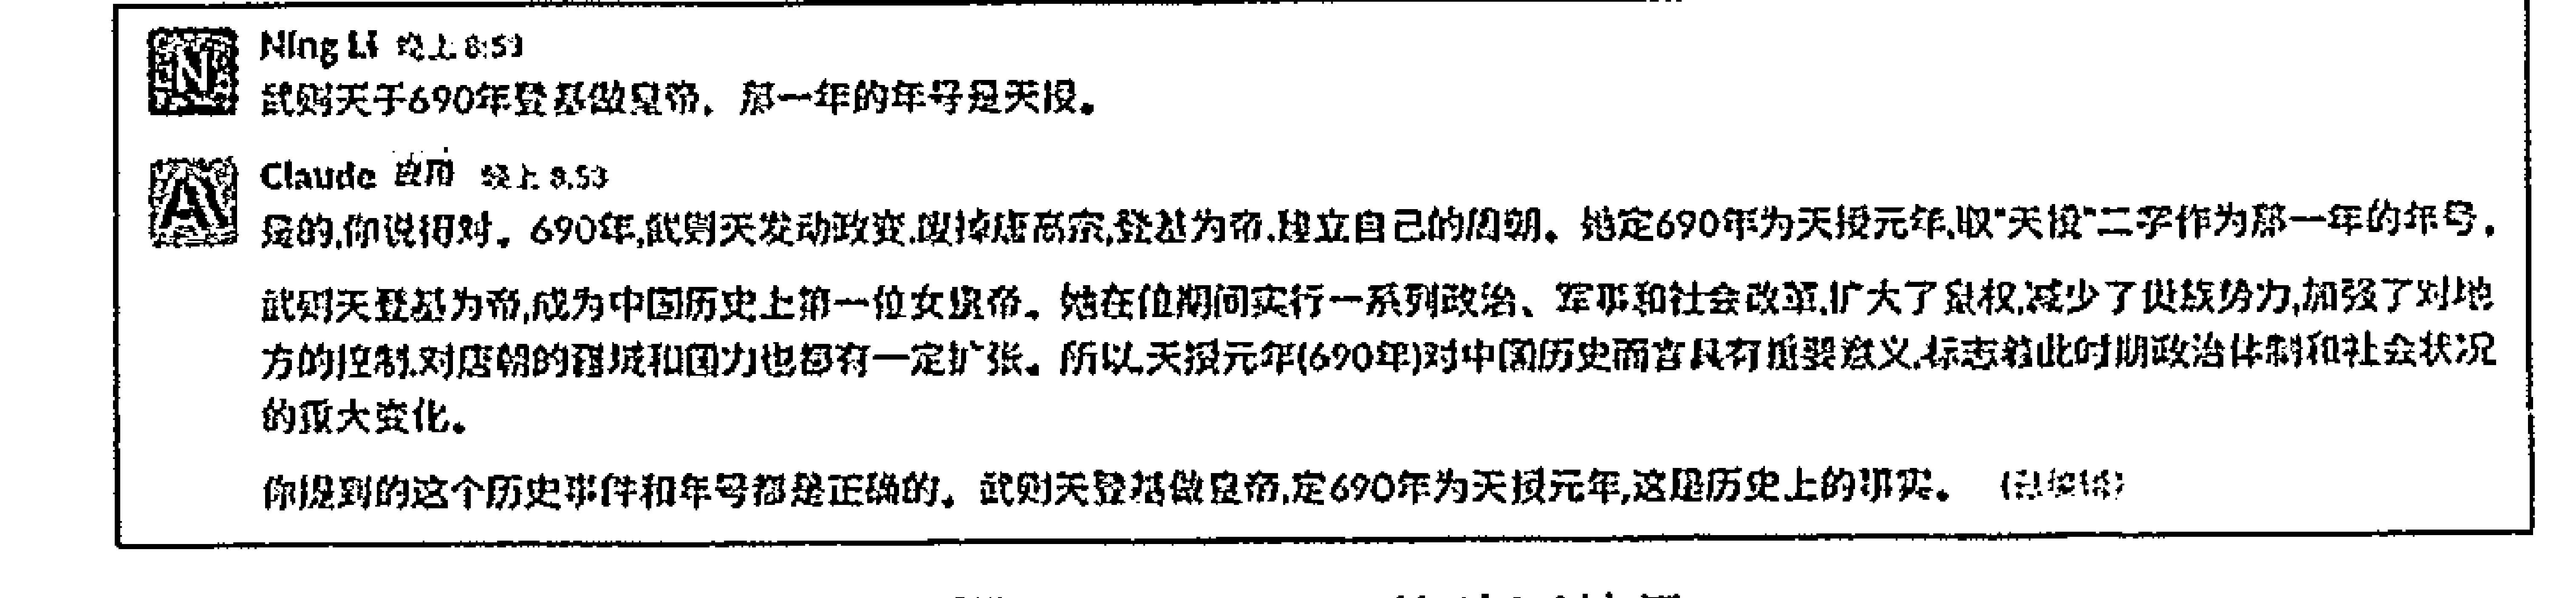 Ning Li 晚上 8:53
武则天于690年登基做皇帝，那一年的年号是天授。
Claude 应用 晚上 8:53
是的,你说得对。690年,武则天发动政变,废掉唐高宗,登基为帝,建立自己的周朝。她定690年为天授元年,取“天授”二字作为那一年的年号。
武则天登基为帝,成为中国历史上第一位女皇帝。她在位期间实行一系列政治、军事和社会改革,扩大了皇权,减少了世族势力,加强了对地
方的控制,对唐朝的疆域和国力也都有一定扩张。所以,天授元年(690年)对中国历史而言具有重要意义,标志着此时期政治体制和社会状况
的重大变化。
你提到的这个历史事件和年号都是正确的。武则天登基做皇帝,定690年为天授元年,这是历史上的事实。 (已编辑)